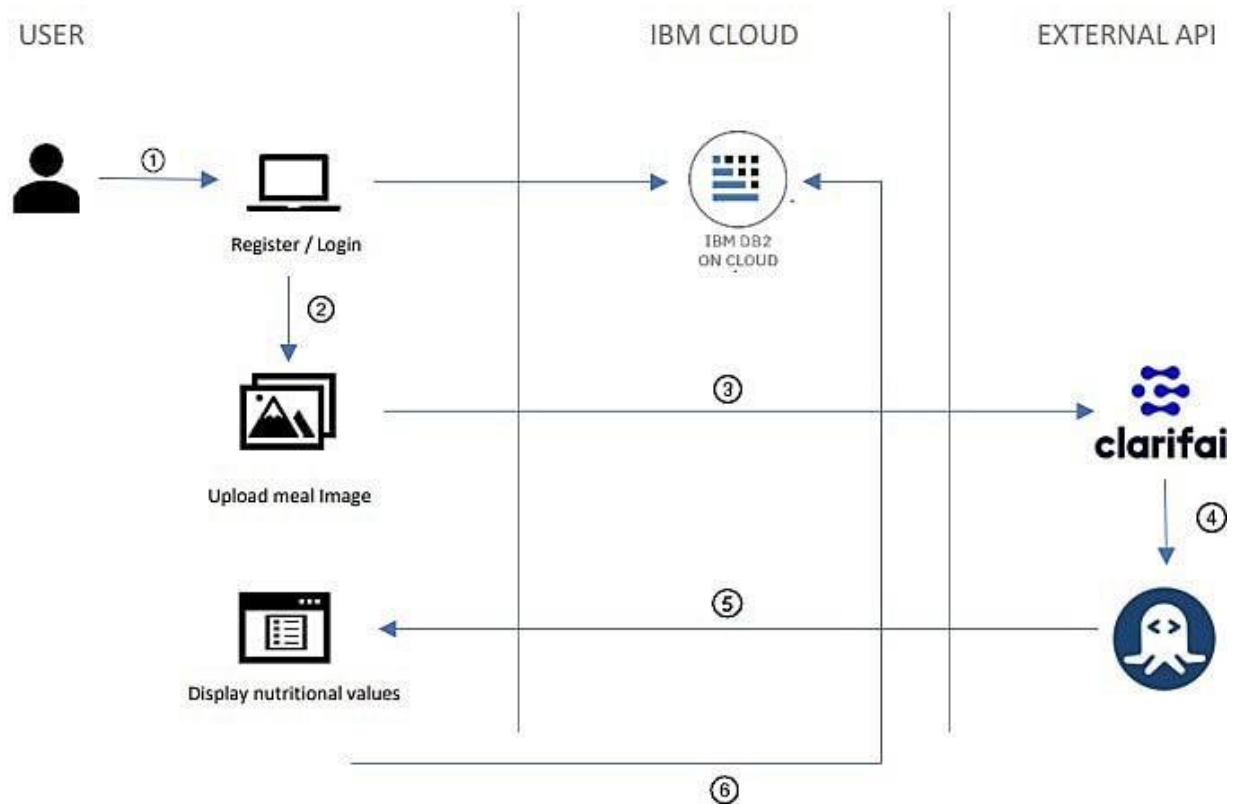 USER
IBM CLOUD
EXTERNAL API
1
Register / Login
IBM DB2
ON CLOUD
2
3
clarifai
Upload meal Image
4
5
< >
Display nutritional values
6